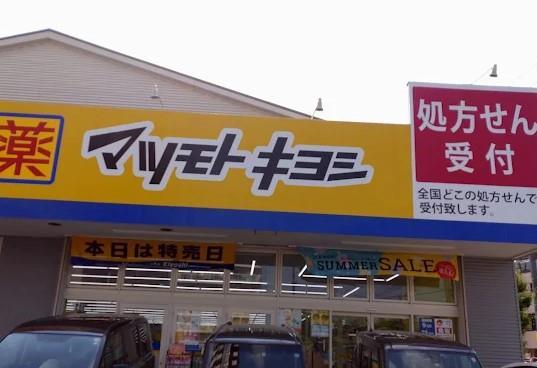 薬
マツモトキヨシ
処方せん
受付
全国どこの処方せんで
受付致します。
本日は特売日
Kiyoshi
SUMMER SALE